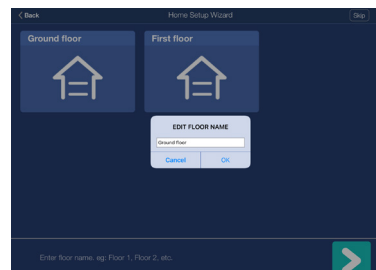 Back
Home Setup Wizard
Skip
Ground floor
First floor
EDIT FLOOR NAME
Ground floor
Cancel
OK
Enter floor name. eg: Floor 1, Floor 2, etc.